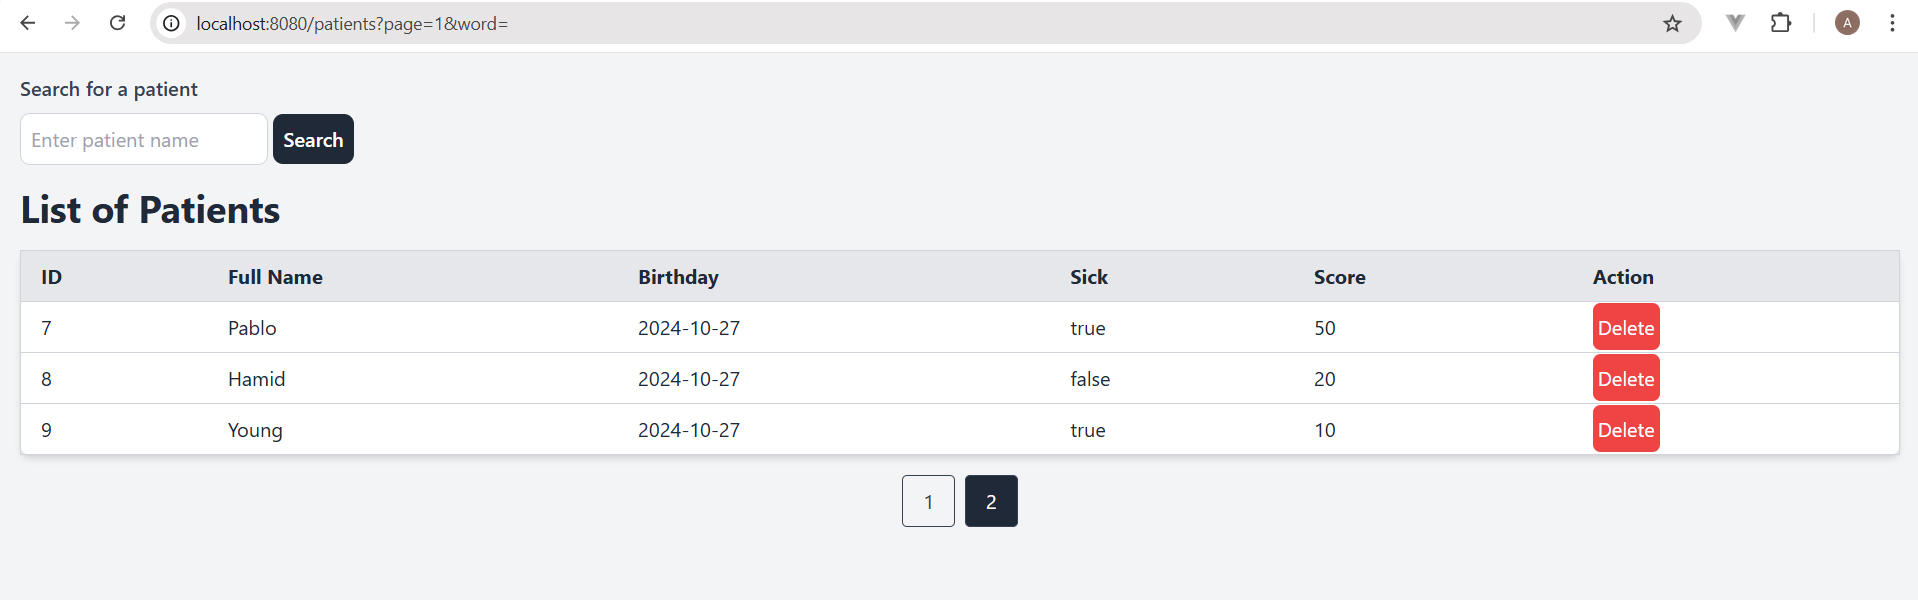 localhost:8080/patients?page=1&word=
A
Search for a patient
Enter patient name Search
List of Patients
ID Full Name Birthday Sick Score Action
7 Pablo 2024-10-27 true 50 Delete
8 Hamid 2024-10-27 false 20 Delete
9 Young 2024-10-27 true 10 Delete
1 2